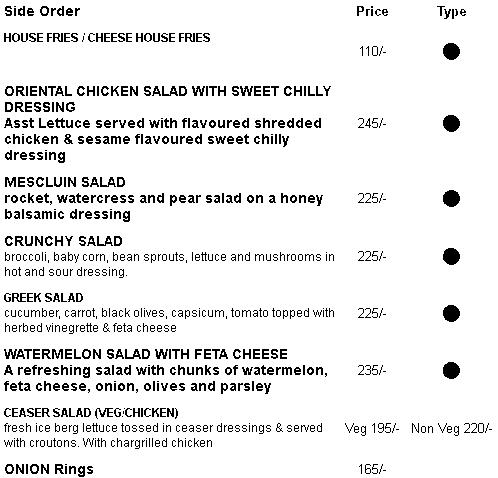 Side Order Price Type
HOUSE FRIES / CHEESE HOUSE FRIES
110/-
ORIENTAL CHICKEN SALAD WITH SWEET CHILLY
DRESSING
Asst Lettuce served with flavoured shredded 245/-
chicken & sesame flavoured sweet chilly
dressing
MESCLUIN SALAD
rocket, watercress and pear salad on a honey 225/-
balsamic dressing
CRUNCHY SALAD
broccoli, baby corn, bean sprouts, lettuce and mushrooms in 225/-
hot and sour dressing.
GREEK SALAD
cucumber, carrot, black olives, capsicum, tomato topped with 225/-
herbed vinegrette & feta cheese
WATERMELON SALAD WITH FETA CHEESE
A refreshing salad with chunks of watermelon, 235/-
feta cheese, onion, olives and parsley
CEASER SALAD (VEG/CHICKEN)
fresh ice berg lettuce tossed in ceaser dressings & served Veg 195/- Non Veg 220/-
with croutons. With chargrilled chicken
ONION Rings 165/-